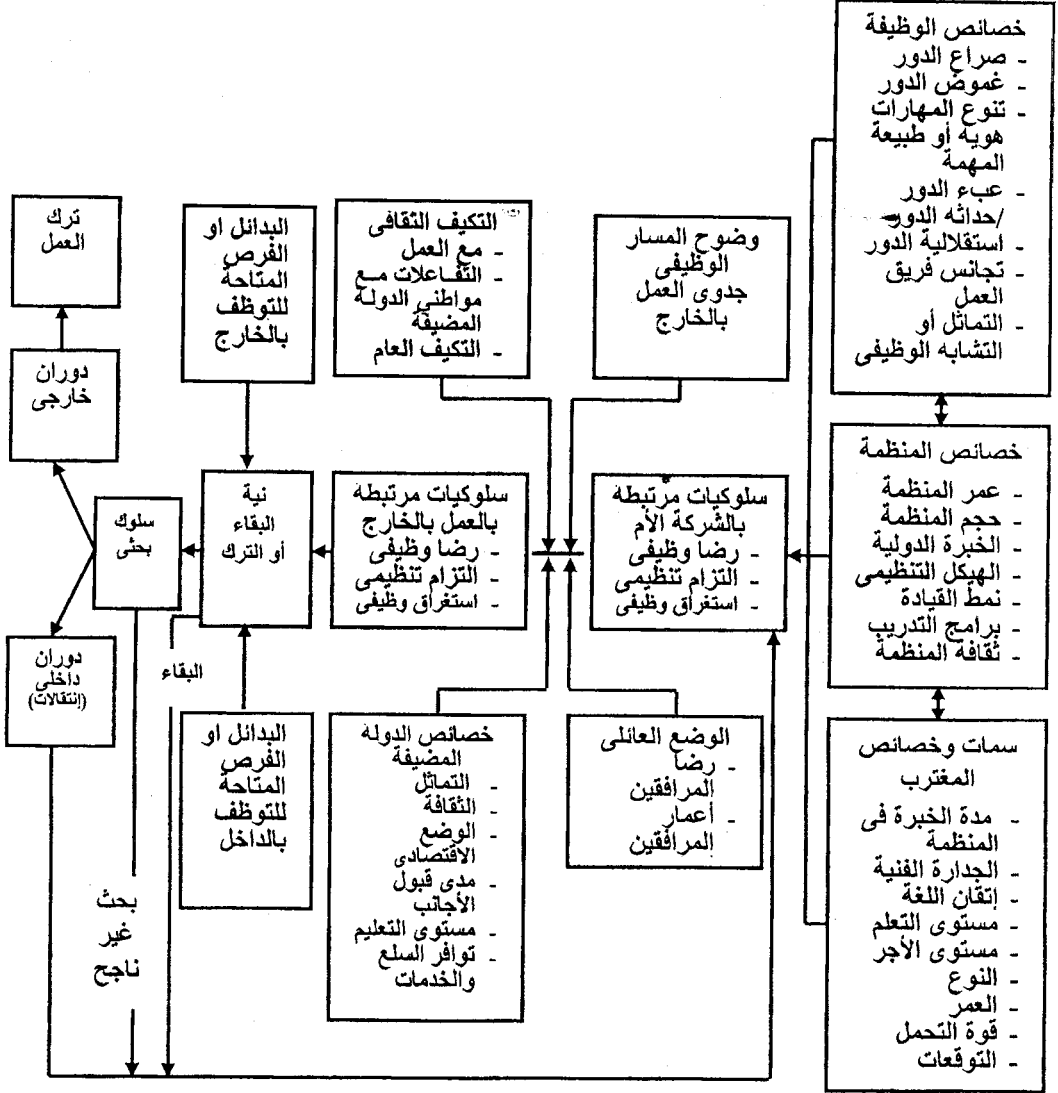 خصائص الوظيفة
- صراع الدور
- غموض الدور
- تنوع المهارات
هوية أو طبيعة
المهمة
- عبء الدور
/حداثه الدور
- استقلالية الدور
- تجانس فريق
العمل
- التماثل أو
التشابه الوظيفى
خصائص المنظمة
- عمر المنظمة
- حجم المنظمة
- الخبرة الدولية
- الهيكل التنظيمى
- نمط القيادة
- برامج التدريب
- ثقافة المنظمة
سمات وخصائص
المغترب
- مدة الخبرة فى
المنظمة
- الجدارة الفنية
- إتقان اللغة
- مستوى التعلم
- مستوى الأجر
- النوع
- العمر
- قوة التحمل
- التوقعات
وضوح المسار
الوظيفى
جدوى العمل
بالخارج
سلوكيات مرتبطة
بالشركة الأم
- رضا وظيفى
- التزام تنظيمى
- استغراق وظيفى
الوضع العائلى
- رضا
المرافقين
- أعمار
المرافقين
التكيف الثقافى
- مع العمل
- التفاعلات مع
مواطنى الدولة
المضيفة
- التكيف العام
سلوكيات مرتبطة
بالعمل بالخارج
- رضا وظيفى
- التزام تنظيمى
- استغراق وظيفى
خصائص الدولة
المضيفة
- التماثل
- الثقافة
- الوضع
الاقتصادى
- مدى قبول
الأجانب
- مستوى التعليم
- توافر السلع
والخدمات
البدائل او
الفرص
المتاحة
للتوظف
بالخارج
نية
البقاء
أو الترك
البدائل او
الفرص
المتاحة
للتوظف
بالداخل
البقاء
سلوك
بحثى
بحث
غير
ناجح
ترك
العمل
دوران
خارجى
دوران
داخلى
(إنتقالات)